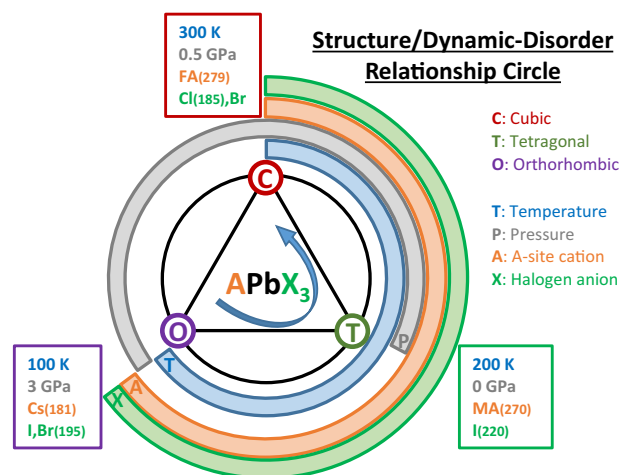 Structure/Dynamic-Disorder
Relationship Circle
300 K
0.5 GPa
FA(279)
Cl(185),Br
C: Cubic
T: Tetragonal
O: Orthorhombic
T: Temperature
P: Pressure
A: A-site cation
X: Halogen anion
C
APbX3
O
T
P
T
A
X
100 K
3 GPa
Cs(181)
I,Br(195)
200 K
0 GPa
MA(270)
I(220)